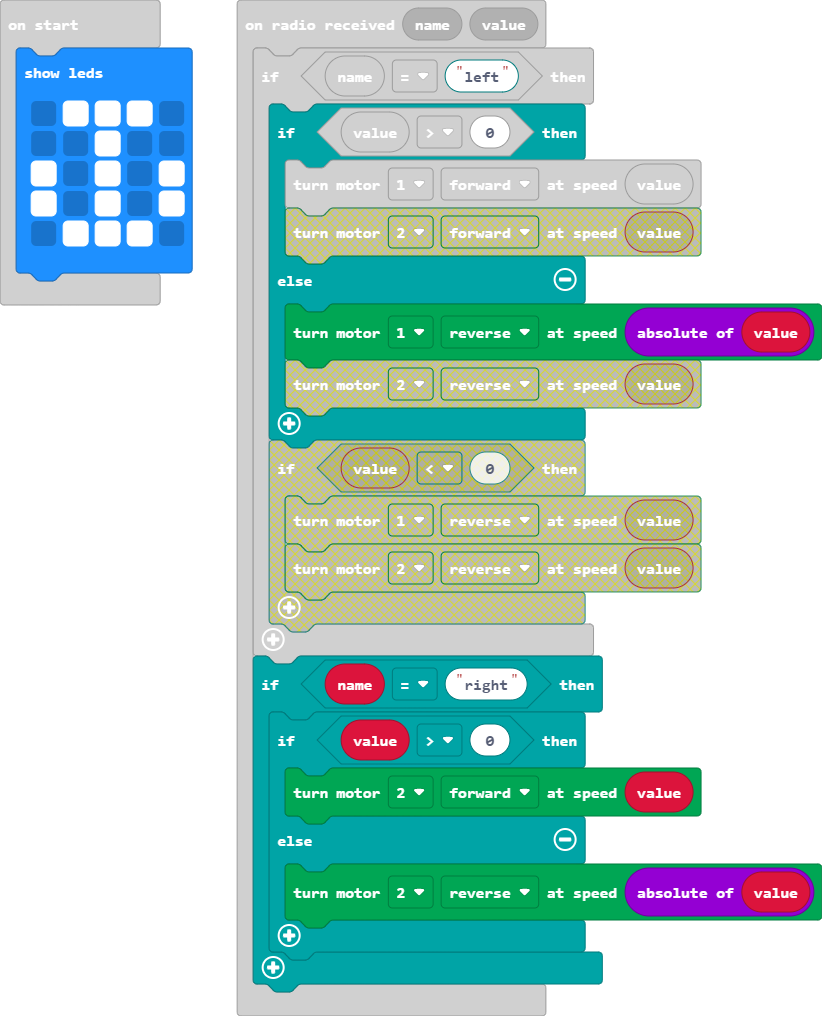 on start
show leds
on radio received name value
if name = "left" then
if value > 0 then
turn motor 1 forward at speed value
turn motor 2 forward at speed value
else
turn motor 1 reverse at speed absolute of value
turn motor 2 reverse at speed value
if value < 0 then
turn motor 1 reverse at speed value
turn motor 2 reverse at speed value
if name = "right" then
if value > 0 then
turn motor 2 forward at speed value
else
turn motor 2 reverse at speed absolute of value